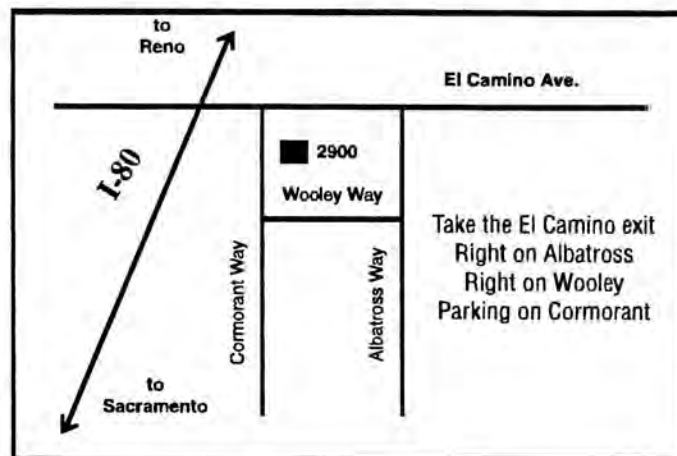 to
Reno
El Camino Ave.
I-80
2900
Wooley Way
Cormorant Way
Albatross Way
Take the El Camino exit
Right on Albatross
Right on Wooley
Parking on Cormorant
to
Sacramento